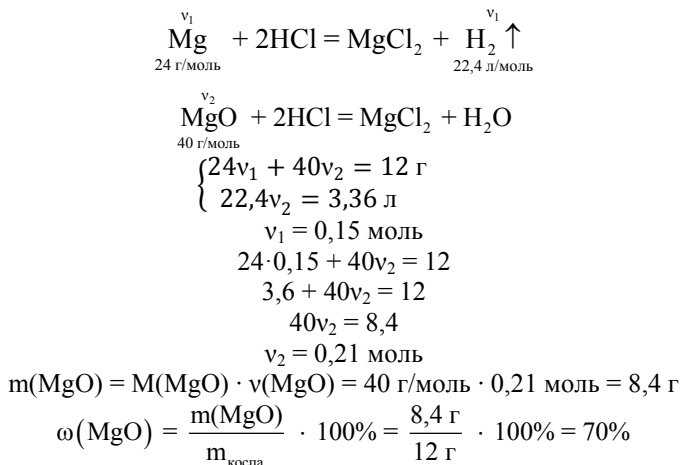 ν₁ ν₁
Mg + 2HCl = MgCl₂ + H₂ ↑
24 г/моль 22,4 л/моль
ν₂
MgO + 2HCl = MgCl₂ + H₂O
40 г/моль
{24ν₁ + 40ν₂ = 12 г
22,4ν₂ = 3,36 л
ν₁ = 0,15 моль
24·0,15 + 40ν₂ = 12
3,6 + 40ν₂ = 12
40ν₂ = 8,4
ν₂ = 0,21 моль
m(MgO) = M(MgO) · ν(MgO) = 40 г/моль · 0,21 моль = 8,4 г
ω(MgO) = m(MgO) / m_қоспа · 100% = 8,4 г / 12 г · 100% = 70%